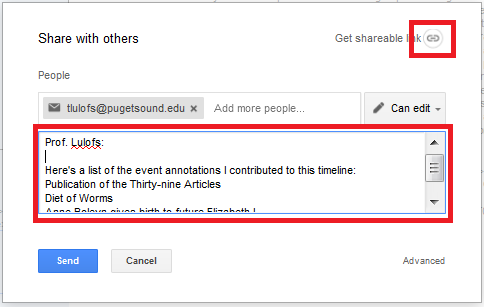 Share with others
Get shareable link
People
tlulofs@pugetsound.edu × Add more people...
Can edit
Prof. Lulofs:
Here's a list of the event annotations I contributed to this timeline:
Publication of the Thirty-nine Articles
Diet of Worms
Anne Boleyn gives birth to future Elizabeth I
Send
Cancel
Advanced